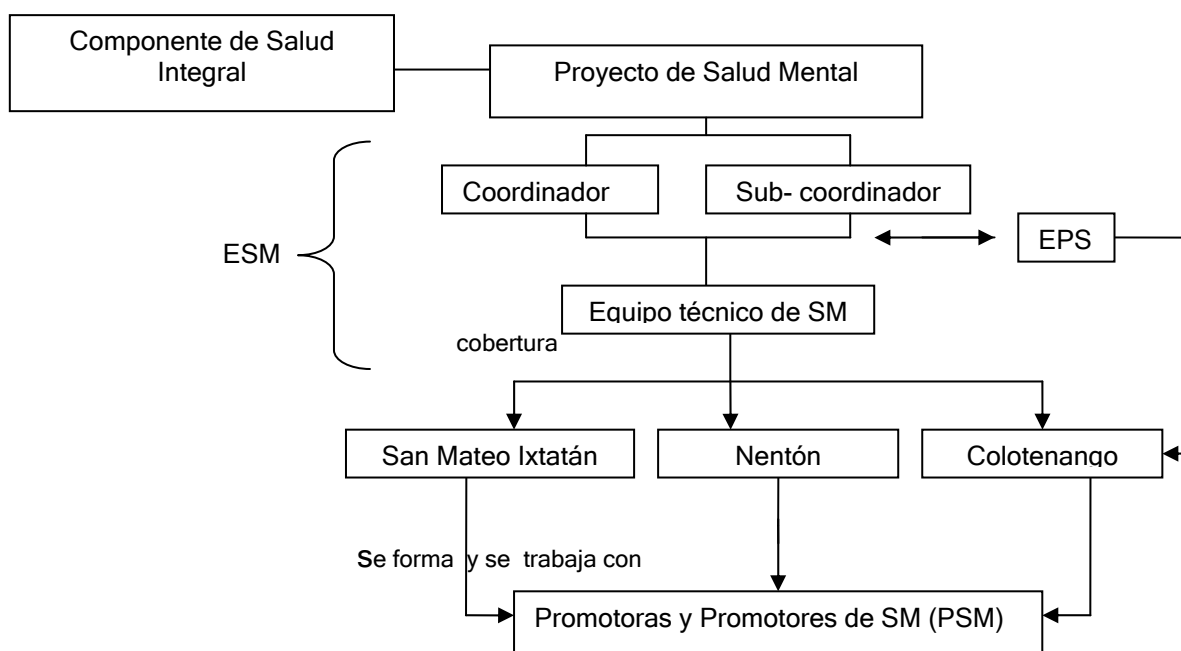 Componente de Salud
Integral
Proyecto de Salud Mental
Coordinador
Sub- coordinador
ESM
EPS
Equipo técnico de SM
cobertura
San Mateo Ixtatán
Nentón
Colotenango
Se forma y se trabaja con
Promotoras y Promotores de SM (PSM)